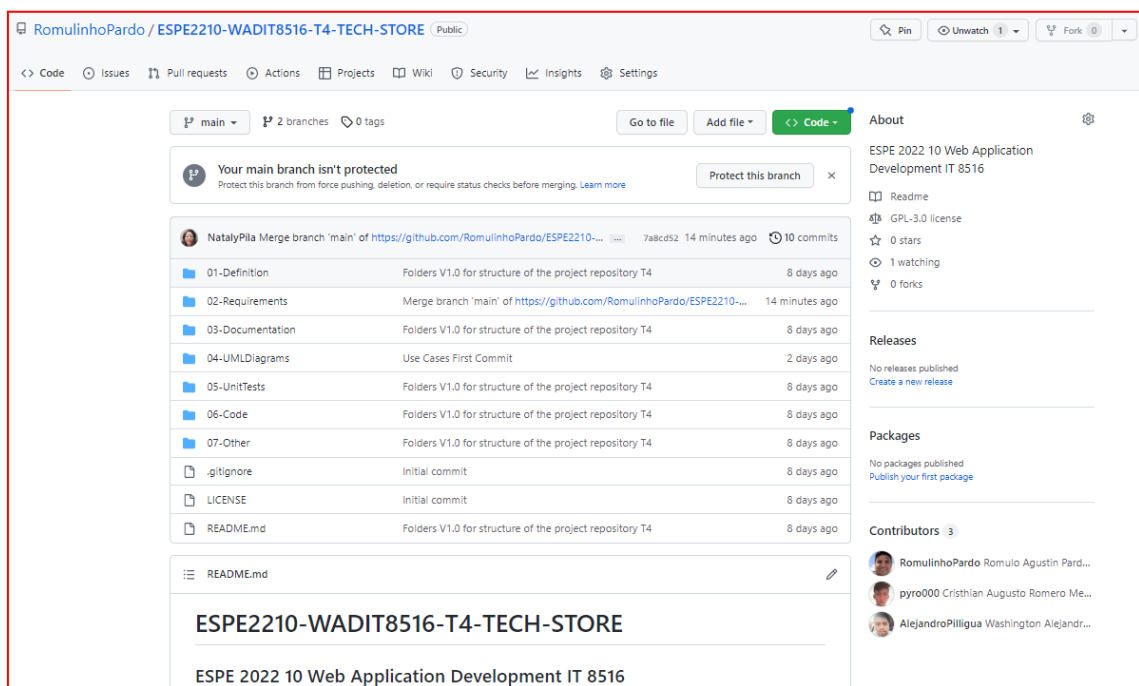 RomulinhoPardo / ESPE2210-WADIT8516-T4-TECH-STORE Public
Pin Unwatch 1 Fork 0
Code Issues Pull requests Actions Projects Wiki Security Insights Settings
main 2 branches 0 tags Go to file Add file Code
Your main branch isn't protected
Protect this branch from force pushing, deletion, or require status checks before merging. Learn more
Protect this branch
NatalyPila Merge branch 'main' of https://github.com/RomulinhoPardo/ESPE2210-... ... 7a8cd52 14 minutes ago 10 commits
01-Definition Folders V1.0 for structure of the project repository T4 8 days ago
02-Requirements Merge branch 'main' of https://github.com/RomulinhoPardo/ESPE2210-... 14 minutes ago
03-Documentation Folders V1.0 for structure of the project repository T4 8 days ago
04-UMLDiagrams Use Cases First Commit 2 days ago
05-UnitTests Folders V1.0 for structure of the project repository T4 8 days ago
06-Code Folders V1.0 for structure of the project repository T4 8 days ago
07-Other Folders V1.0 for structure of the project repository T4 8 days ago
.gitignore Initial commit 8 days ago
LICENSE Initial commit 8 days ago
README.md Folders V1.0 for structure of the project repository T4 8 days ago
README.md
ESPE2210-WADIT8516-T4-TECH-STORE
ESPE 2022 10 Web Application Development IT 8516
About
ESPE 2022 10 Web Application
Development IT 8516
Readme
GPL-3.0 license
0 stars
1 watching
0 forks
Releases
No releases published
Create a new release
Packages
No packages published
Publish your first package
Contributors 3
RomulinhoPardo Romulo Agustin Pard...
pyro000 Cristhian Augusto Romero Me...
AlejandroPilligua Washington Alejandr...